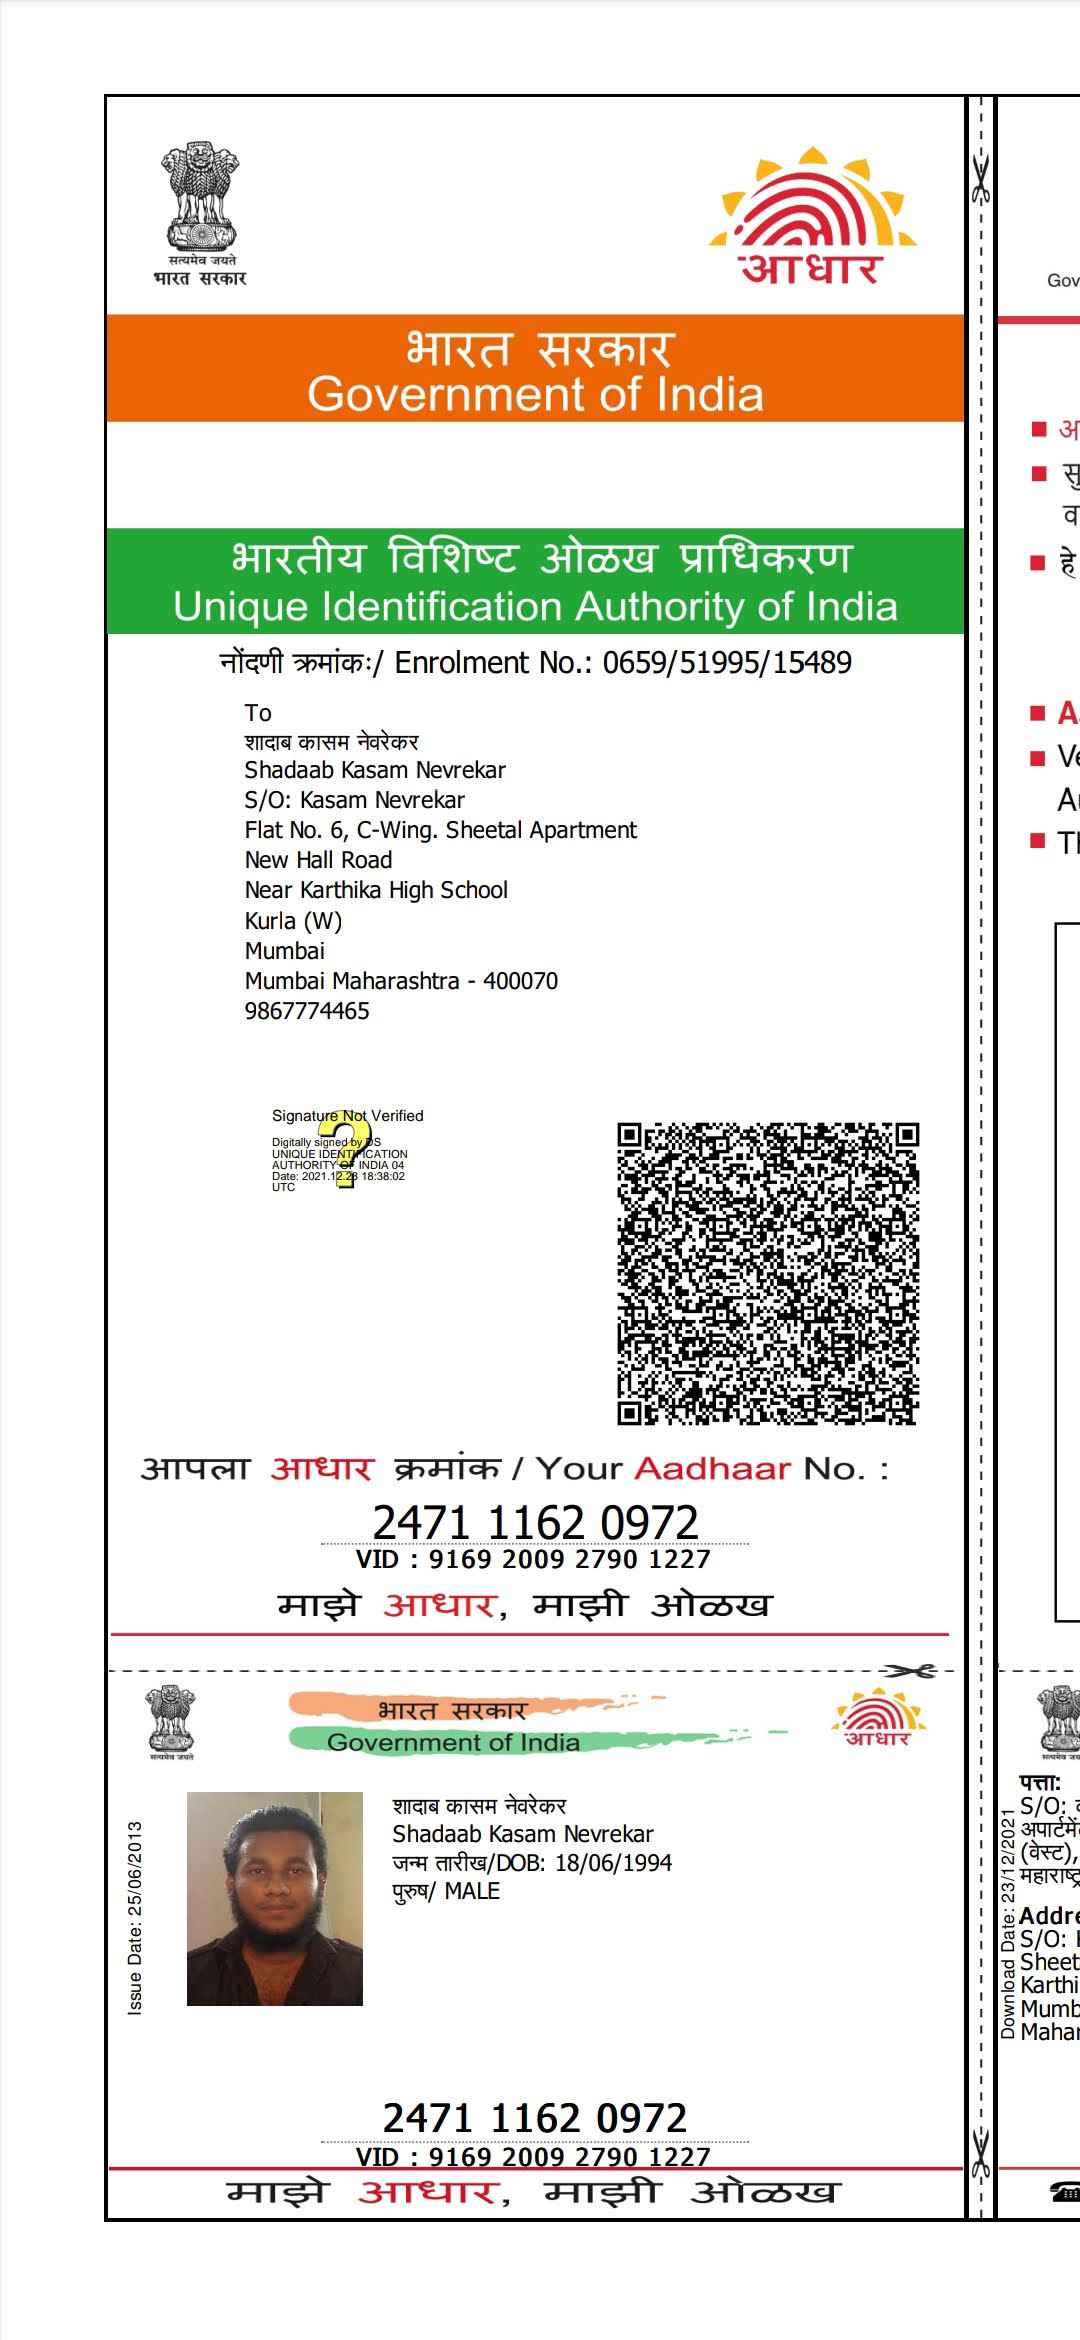 सत्यमेव जयते
भारत सरकार
आधार
भारत सरकार
Government of India
भारतीय विशिष्ट ओळख प्राधिकरण
Unique Identification Authority of India
नोंदणी क्रमांकः/ Enrolment No.: 0659/51995/15489
To
शादाब कासम नेवरेकर
Shadaab Kasam Nevrekar
S/O: Kasam Nevrekar
Flat No. 6, C-Wing. Sheetal Apartment
New Hall Road
Near Karthika High School
Kurla (W)
Mumbai
Mumbai Maharashtra - 400070
9867774465
Signature Not Verified
Digitally signed by DS
UNIQUE IDENTIFICATION
AUTHORITY OF INDIA 04
Date: 2021.12.23 18:38:02
UTC
आपला आधार क्रमांक / Your Aadhaar No. :
2471 1162 0972
VID : 9169 2009 2790 1227
माझे आधार, माझी ओळख
सत्यमेव जयते
भारत सरकार
Government of India
आधार
Issue Date: 25/06/2013
शादाब कासम नेवरेकर
Shadaab Kasam Nevrekar
जन्म तारीख/DOB: 18/06/1994
पुरुष/ MALE
2471 1162 0972
VID : 9169 2009 2790 1227
माझे आधार, माझी ओळख
Gov
अ
सु
व
हे
Ve
Au
Th
Download Date: 23/12/2021
पत्ता:
S/O:
अपार्टमें
(वेस्ट),
महाराष्ट्र
Addre
S/O:
Sheet
Karthi
Mumb
Mahar